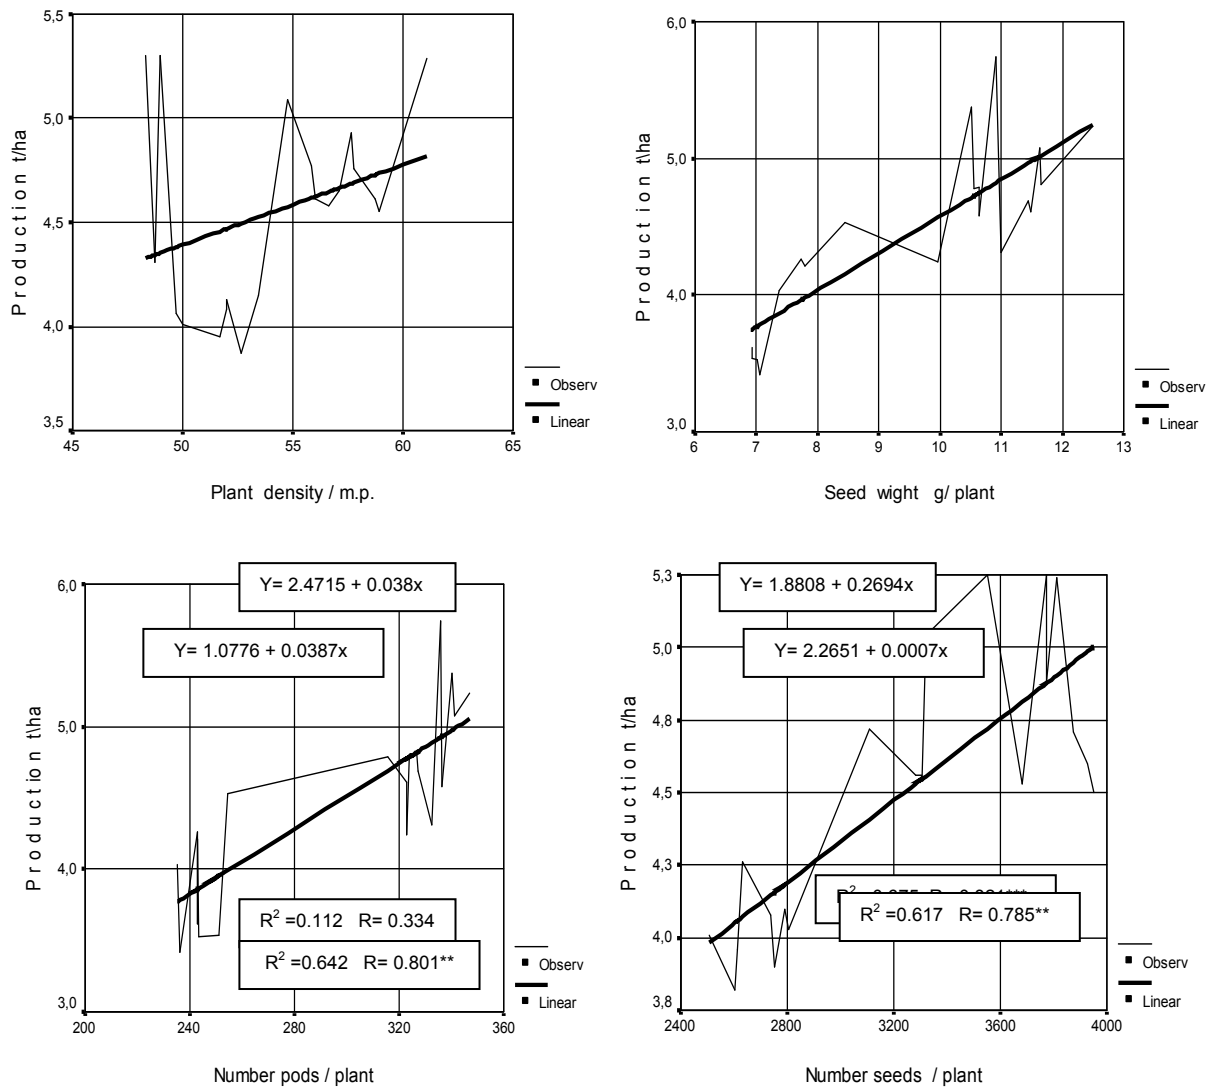 5,5
5,0
4,5
4,0
3,5
Production t/ha
45 50 55 60 65
Plant density / m.p.
Observ
Linear
6,0
5,0
4,0
3,0
Production t\ha
6 7 8 9 10 11 12 13
Seed wight g/ plant
Observ
Linear
6,0
5,0
4,0
3,0
Production t\ha
Y= 2.4715 + 0.038x
Y= 1.0776 + 0.0387x
R² =0.112 R= 0.334
R² =0.642 R= 0.801**
200 240 280 320 360
Number pods / plant
Observ
Linear
5,3
5,0
4,8
4,5
4,3
4,0
3,8
Production t/ha
Y= 1.8808 + 0.2694x
Y= 2.2651 + 0.0007x
R² =0.617 R= 0.785**
2400 2800 3200 3600 4000
Number seeds / plant
Observ
Linear